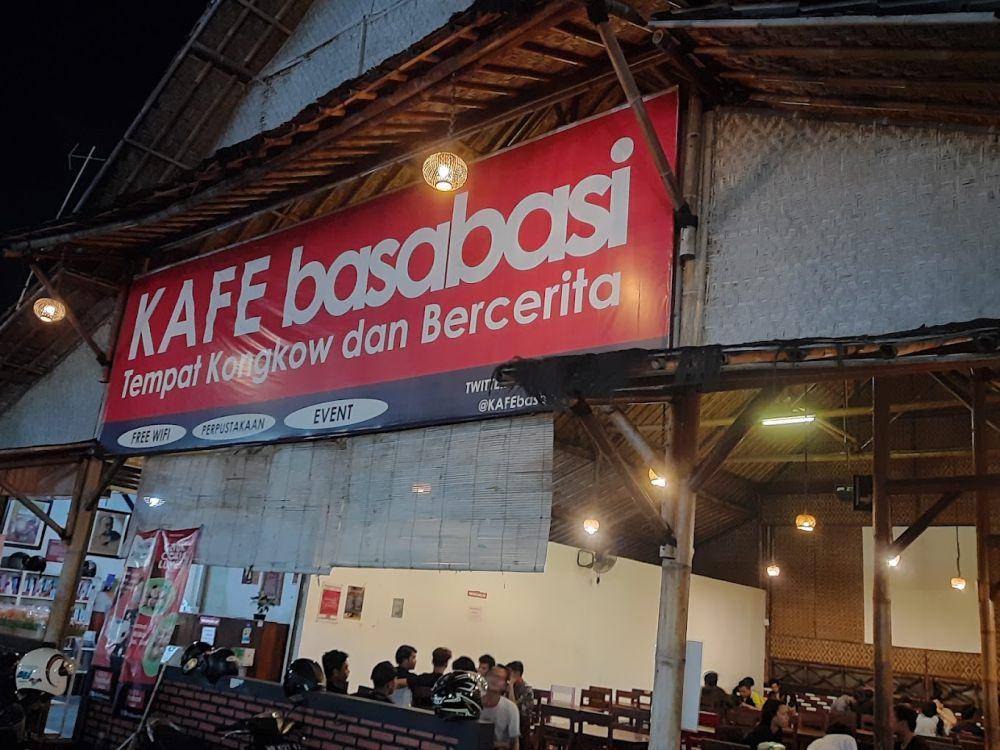 KAFE basabasi
Tempat Kongkow dan Bercerita
FREE WIFI
PERPUSTAKAAN
EVENT